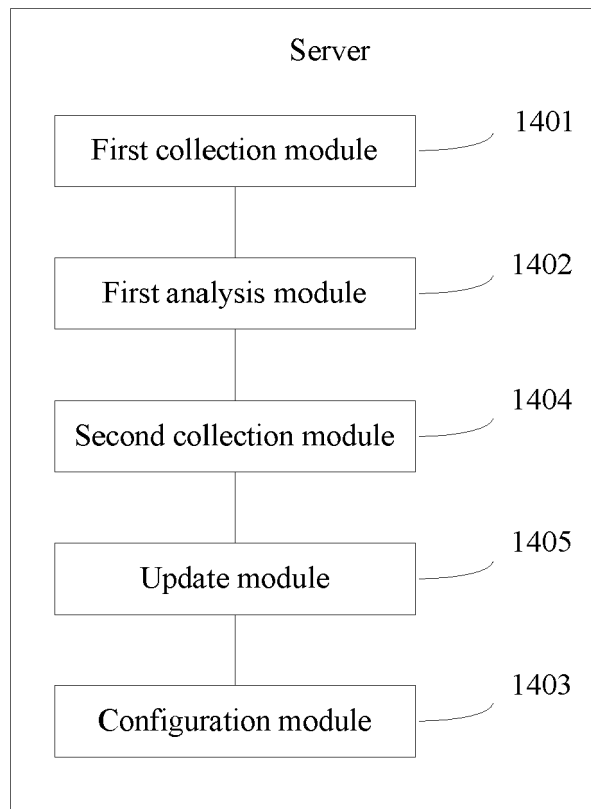 Server
First collection module
1401
First analysis module
1402
Second collection module
1404
Update module
1405
Configuration module
1403